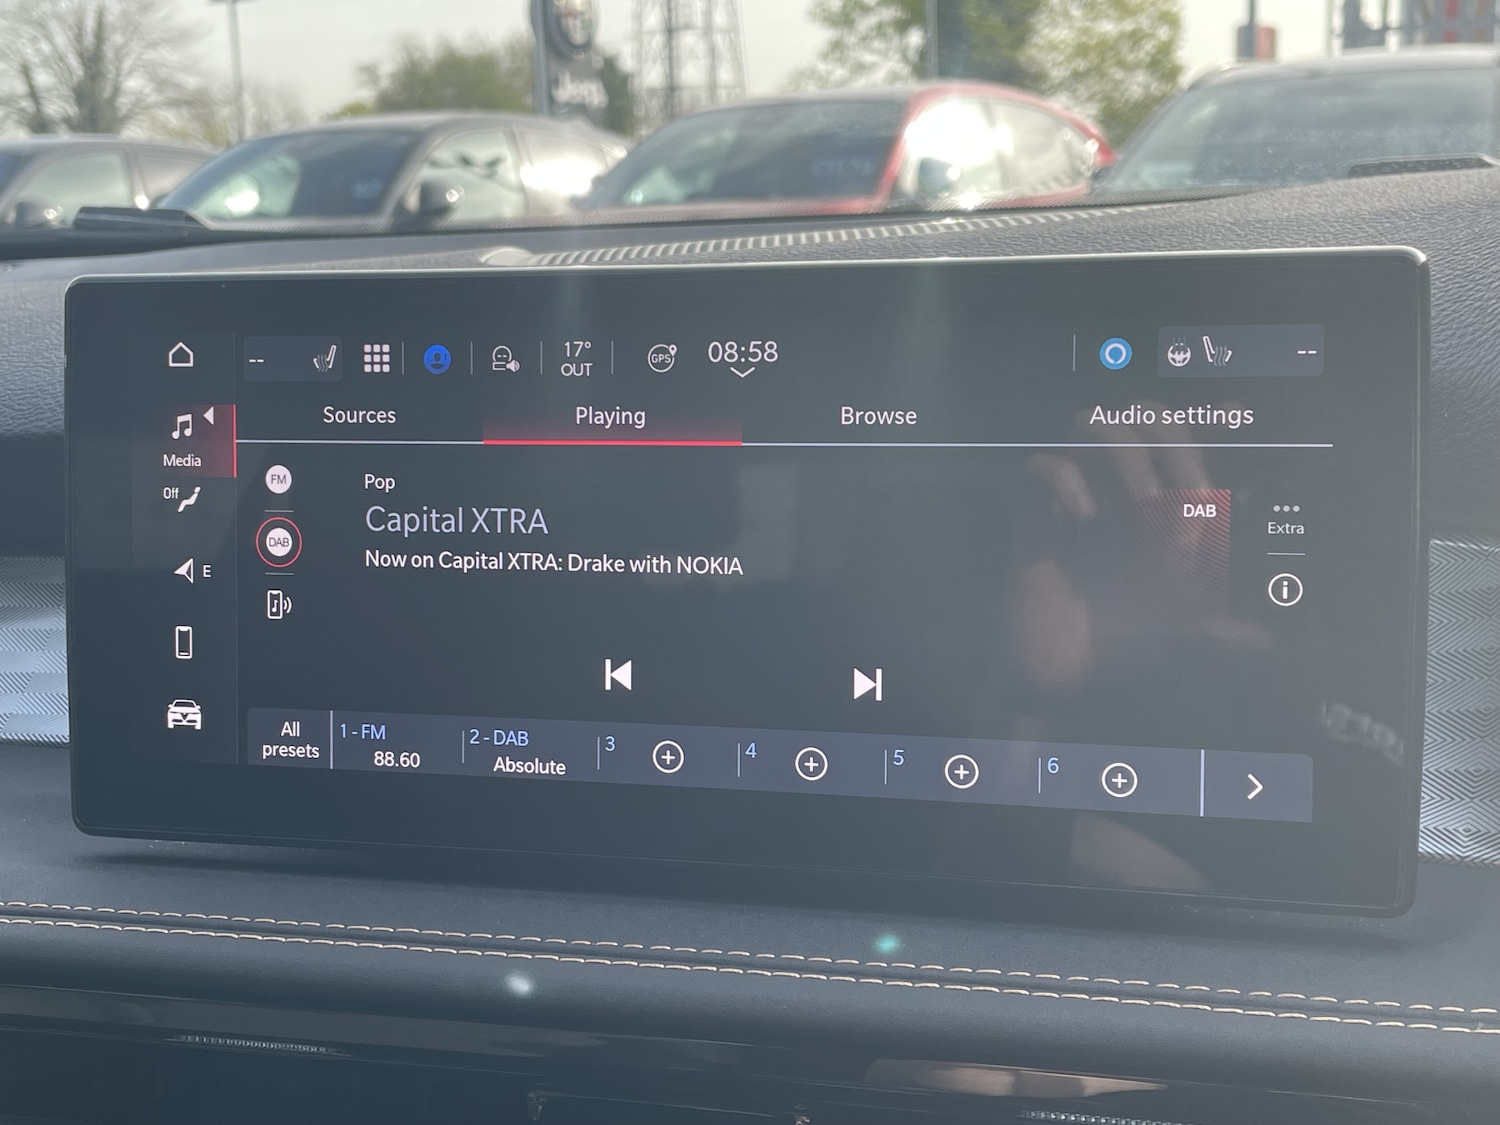 -- 17° OUT GPS 08:58 --
Sources Playing Browse Audio settings
Media
Off
E
FM
DAB
Pop
Capital XTRA
Now on Capital XTRA: Drake with NOKIA
DAB
Extra
All presets
1 - FM
88.60
2 - DAB
Absolute
3
4
5
6
Jeep